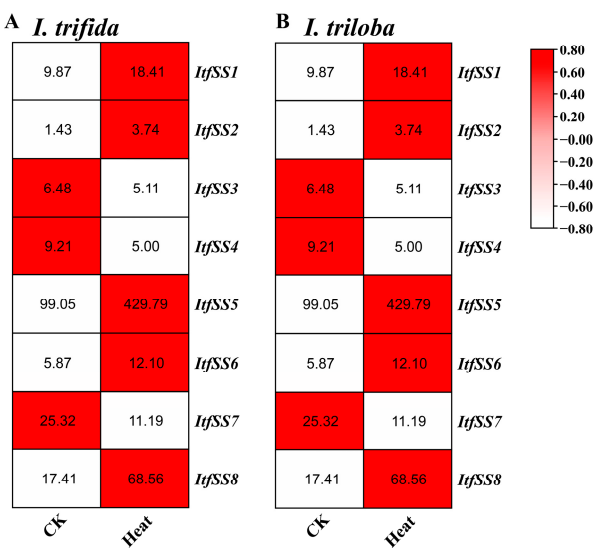 A I. trifida
B I. triloba
9.87 18.41 ItfSS1
1.43 3.74 ItfSS2
6.48 5.11 ItfSS3
9.21 5.00 ItfSS4
99.05 429.79 ItfSS5
5.87 12.10 ItfSS6
25.32 11.19 ItfSS7
17.41 68.56 ItfSS8
CK Heat
9.87 18.41 ItfSS1
1.43 3.74 ItfSS2
6.48 5.11 ItfSS3
9.21 5.00 ItfSS4
99.05 429.79 ItfSS5
5.87 12.10 ItfSS6
25.32 11.19 ItfSS7
17.41 68.56 ItfSS8
CK Heat
0.80
0.60
0.40
0.20
−0.00
−0.20
−0.40
−0.60
−0.80